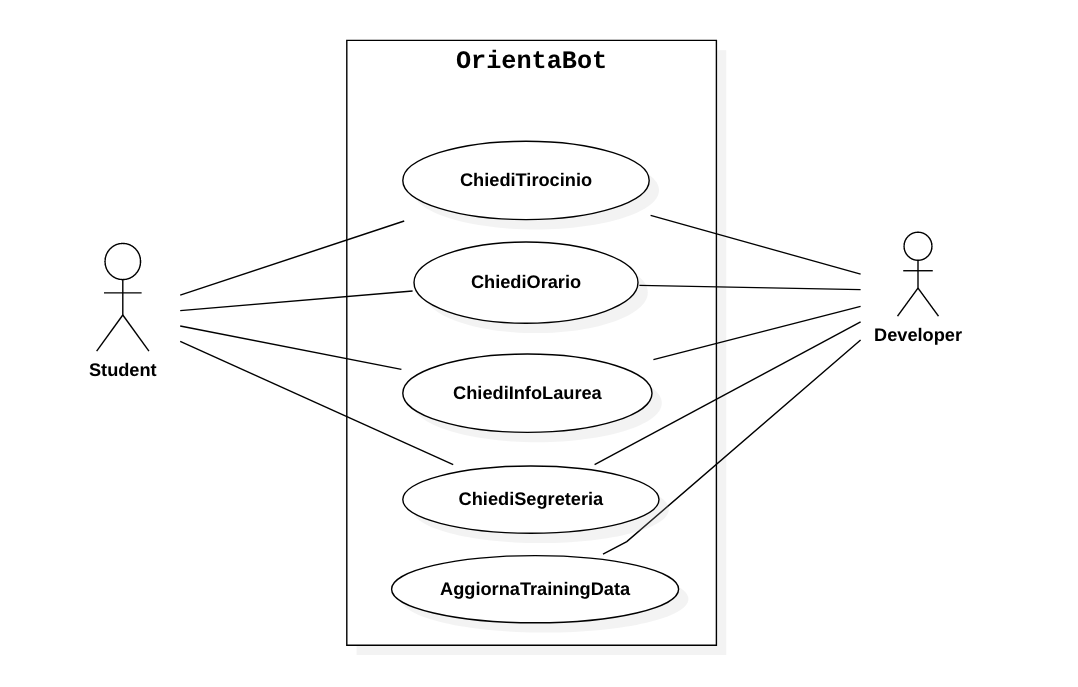 OrientaBot
ChiediTirocinio
ChiediOrario
Student
Developer
ChiediInfoLaurea
ChiediSegreteria
AggiornaTrainingData